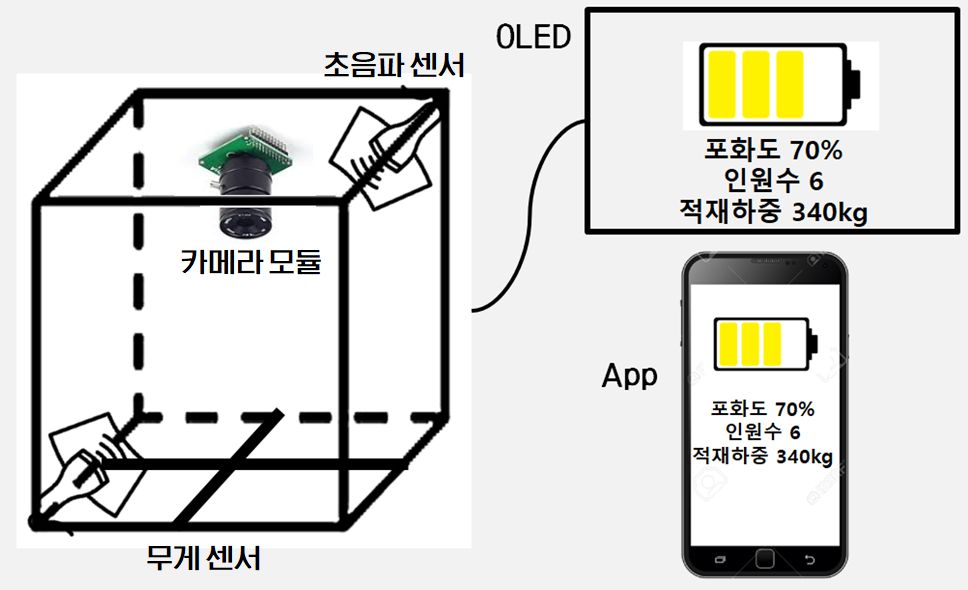 초음파 센서
카메라 모듈
무게 센서
OLED
포화도 70%
인원수 6
적재하중 340kg
App
포화도 70%
인원수 6
적재하중 340kg